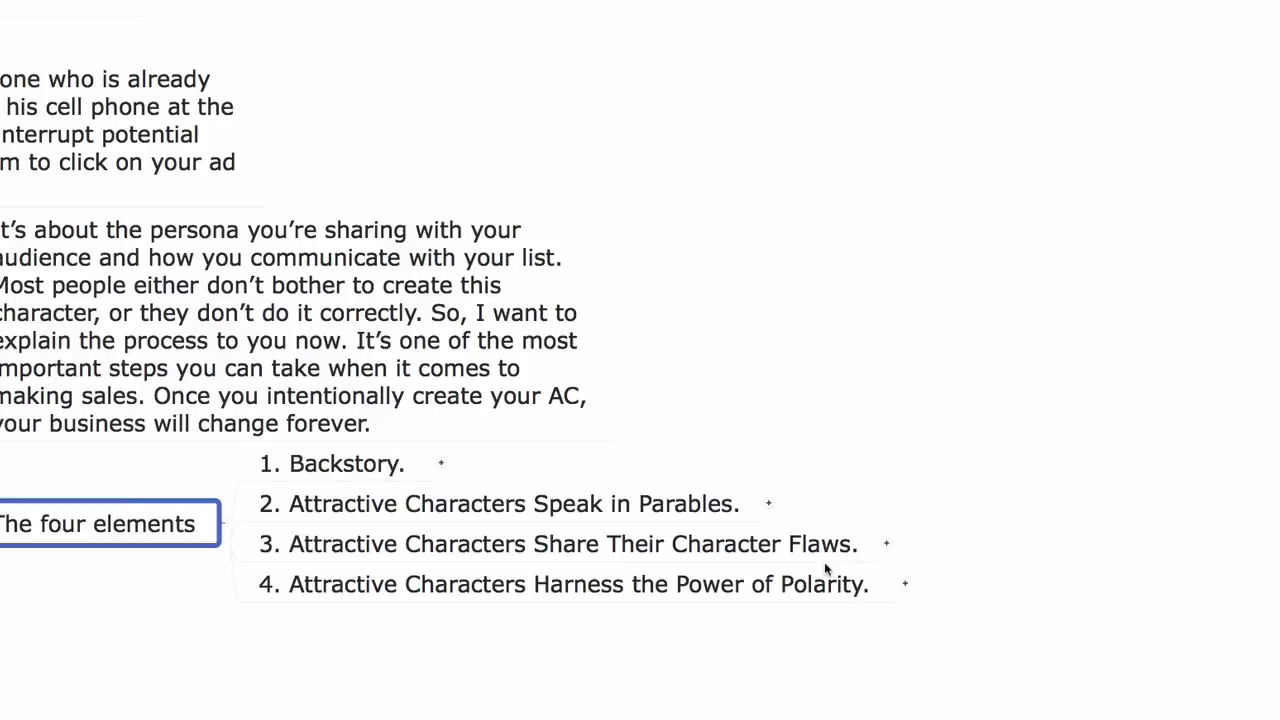 one who is already
his cell phone at the
nterrupt potential
m to click on your ad
t’s about the persona you’re sharing with your
audience and how you communicate with your list.
Most people either don’t bother to create this
character, or they don’t do it correctly. So, I want to
explain the process to you now. It’s one of the most
mportant steps you can take when it comes to
making sales. Once you intentionally create your AC,
your business will change forever.
1. Backstory.
2. Attractive Characters Speak in Parables.
The four elements
3. Attractive Characters Share Their Character Flaws.
4. Attractive Characters Harness the Power of Polarity.